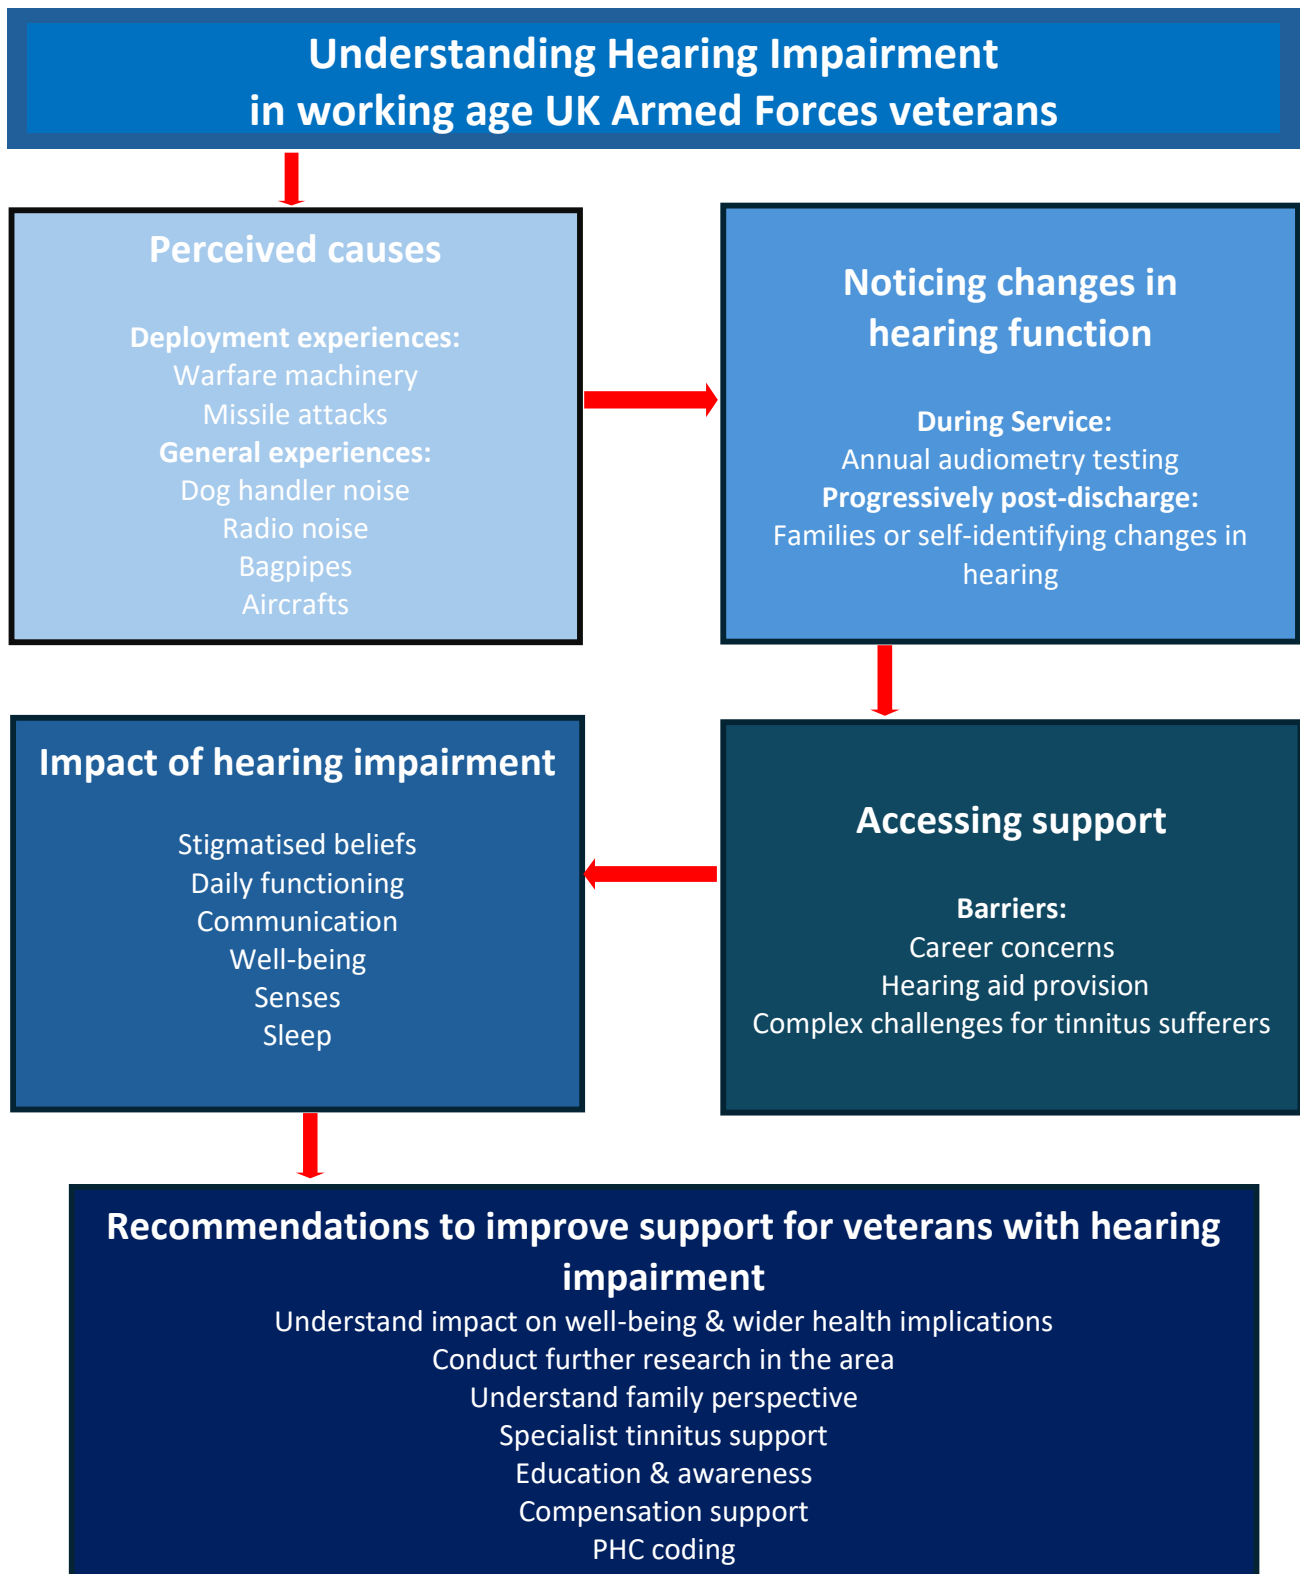 Understanding Hearing Impairment
in working age UK Armed Forces veterans
Perceived causes
Deployment experiences:
Warfare machinery
Missile attacks
General experiences:
Dog handler noise
Radio noise
Bagpipes
Aircrafts
Noticing changes in
hearing function
During Service:
Annual audiometry testing
Progressively post-discharge:
Families or self-identifying changes in
hearing
Accessing support
Barriers:
Career concerns
Hearing aid provision
Complex challenges for tinnitus sufferers
Impact of hearing impairment
Stigmatised beliefs
Daily functioning
Communication
Well-being
Senses
Sleep
Recommendations to improve support for veterans with hearing
impairment
Understand impact on well-being & wider health implications
Conduct further research in the area
Understand family perspective
Specialist tinnitus support
Education & awareness
Compensation support
PHC coding